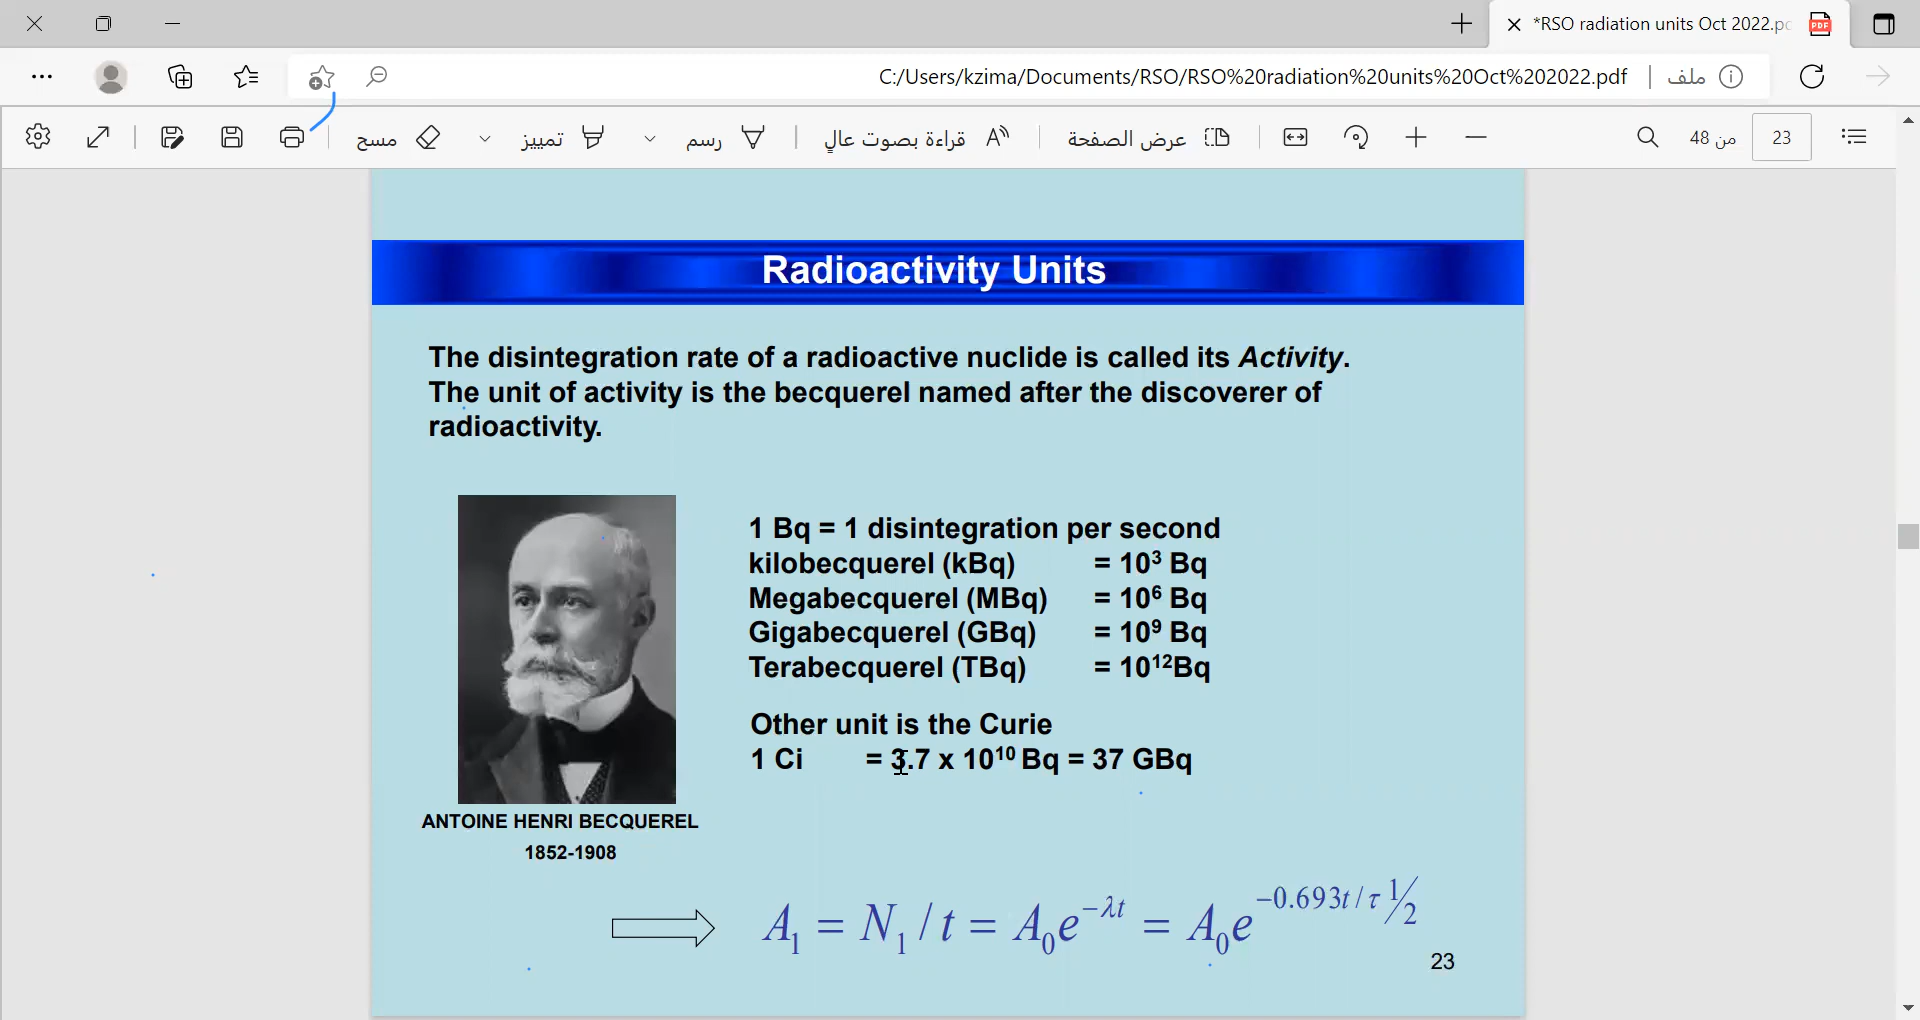 *RSO radiation units Oct 2022.pd
PDF
C:/Users/kzima/Documents/RSO/RSO%20radiation%20units%20Oct%202022.pdf
ملف
مسح
تمييز
رسم
قراءة بصوت عالٍ
عرض الصفحة
من 48
23
Radioactivity Units
The disintegration rate of a radioactive nuclide is called its Activity.
The unit of activity is the becquerel named after the discoverer of
radioactivity.
1 Bq = 1 disintegration per second
kilobecquerel (kBq) = 10³ Bq
Megabecquerel (MBq) = 10⁶ Bq
Gigabecquerel (GBq) = 10⁹ Bq
Terabecquerel (TBq) = 10¹²Bq
Other unit is the Curie
1 Ci = 3.7 x 10¹⁰ Bq = 37 GBq
ANTOINE HENRI BECQUEREL
1852-1908
A₁ = N₁ / t = A₀e^−λt = A₀e^−0.693t / τ ½
23